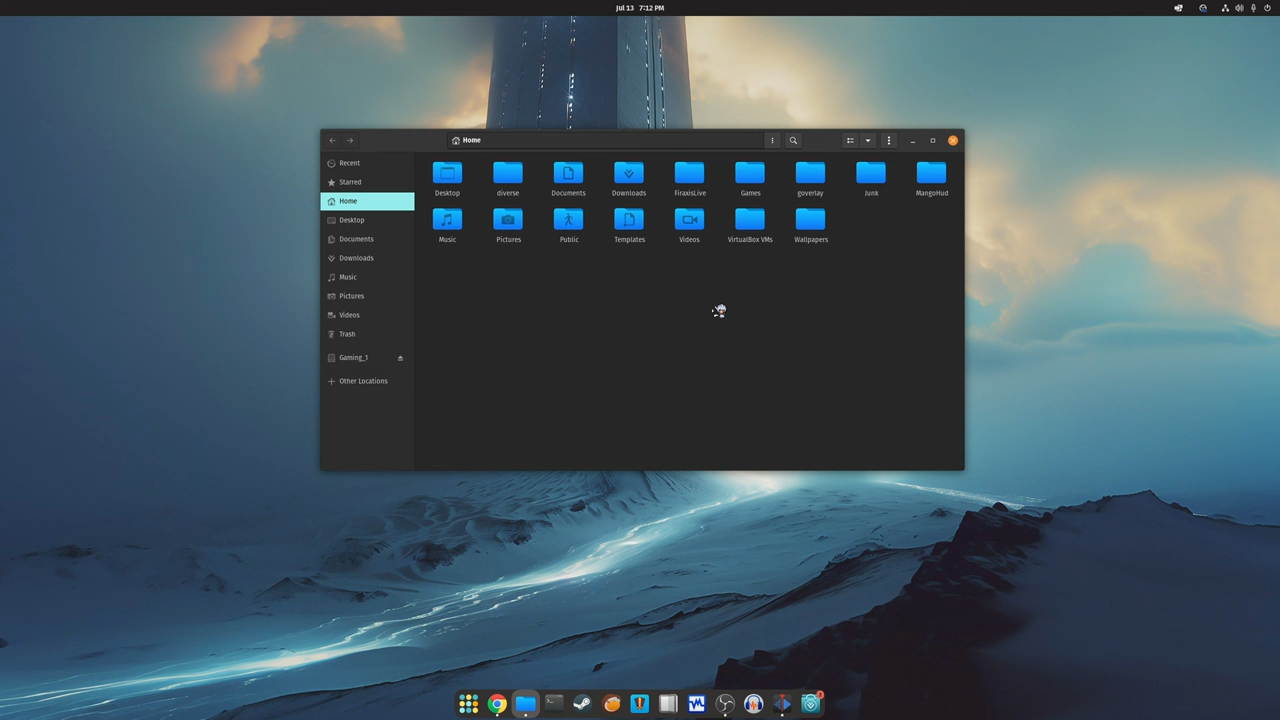 Jul 13 7:12 PM
Home
Recent
Starred
Home
Desktop
Documents
Downloads
Music
Pictures
Videos
Trash
Gaming_1
Other Locations
Desktop diverse Documents Downloads FiraxisLive Games goverlay Junk MangoHud
Music Pictures Public Templates Videos VirtualBox VMs Wallpapers